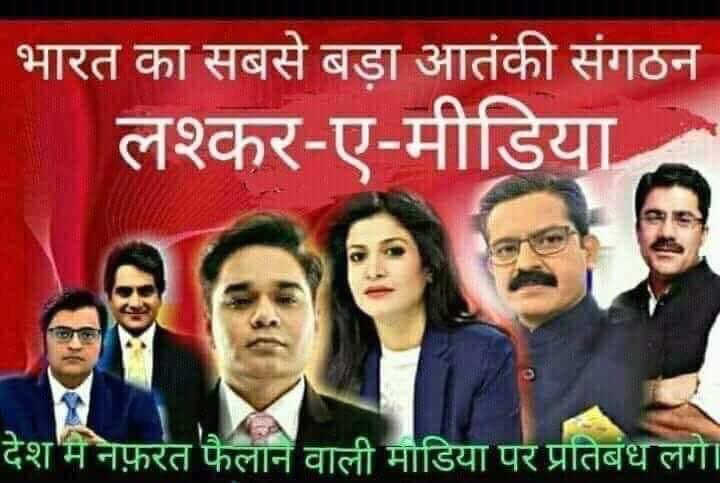 भारत का सबसे बड़ा आतंकी संगठन
लश्कर-ए-मीडिया
देश मे नफ़रत फैलाने वाली मीडिया पर प्रतिबंध लगे।